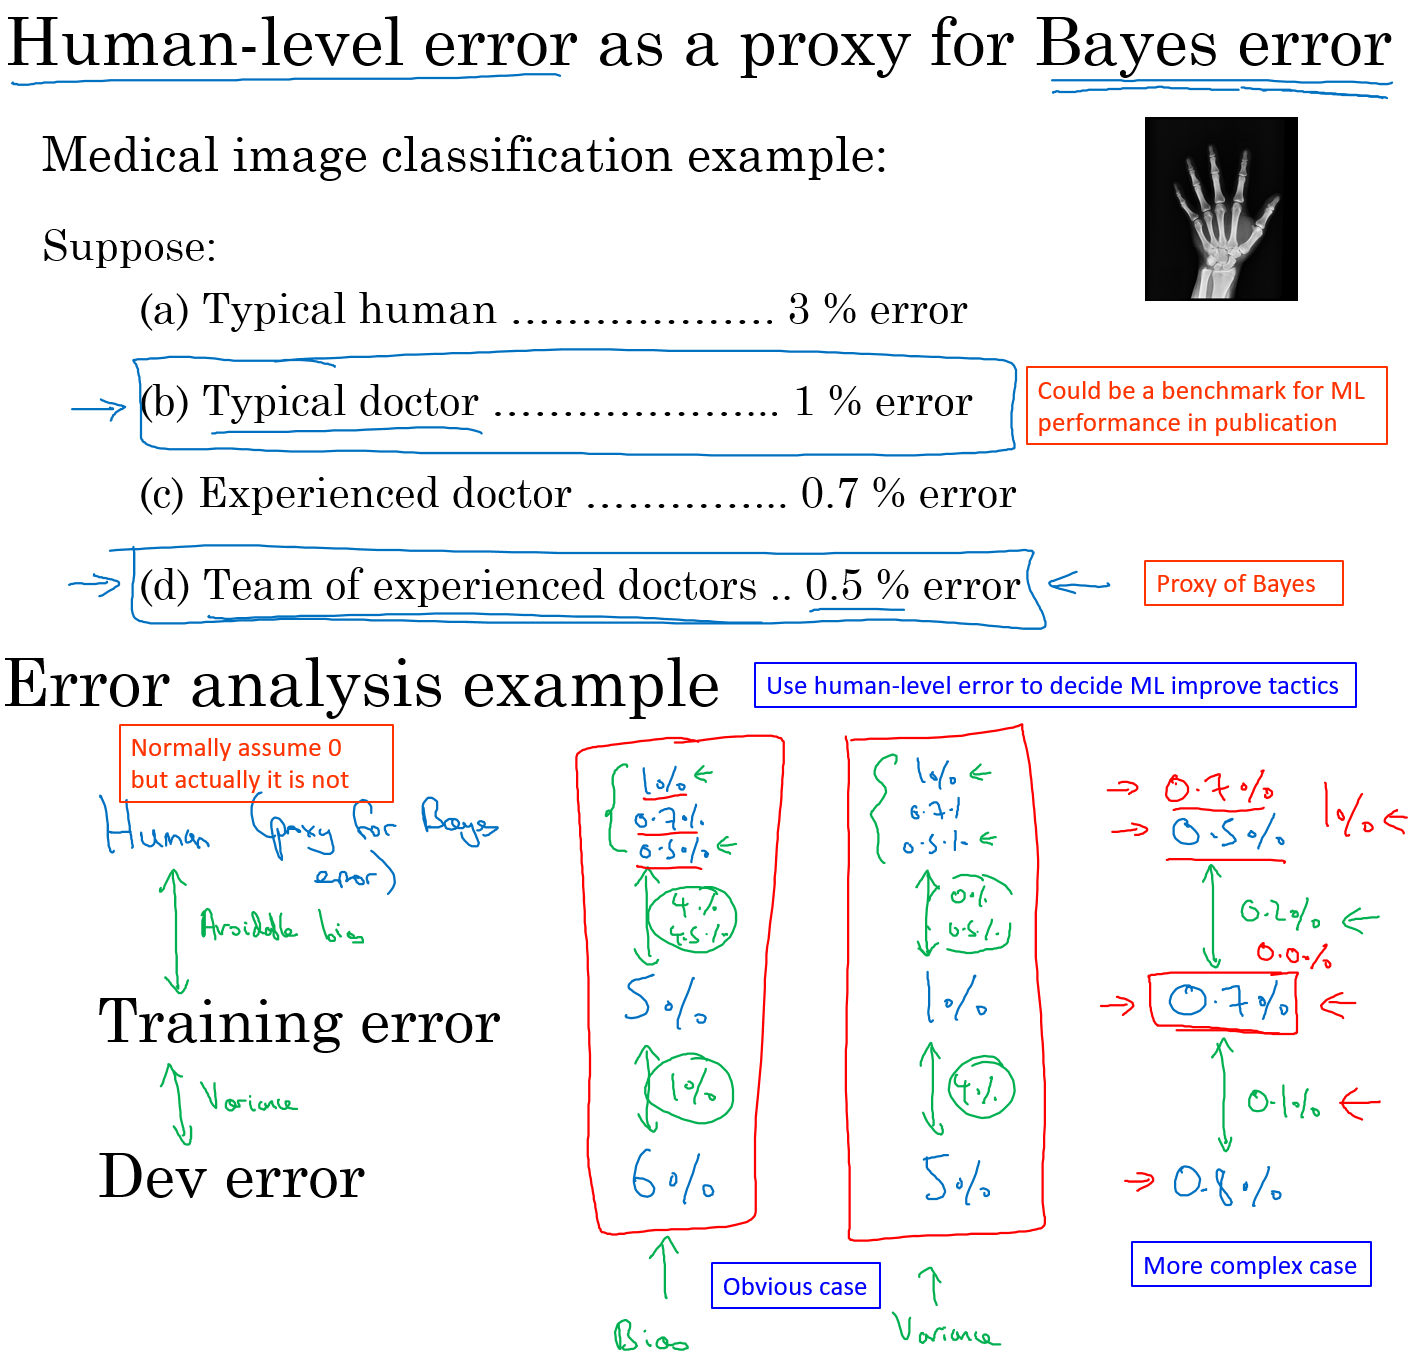 Human-level error as a proxy for Bayes error
Medical image classification example:
Suppose:
(a) Typical human ................... 3 % error
(b) Typical doctor ..................... 1 % error
Could be a benchmark for ML
performance in publication
(c) Experienced doctor ............... 0.7 % error
(d) Team of experienced doctors .. 0.5 % error
Proxy of Bayes
Error analysis example
Use human-level error to decide ML improve tactics
Normally assume 0
but actually it is not
Human (proxy for Bayes
error)
Avoidable bias
Training error
Variance
Dev error
1%
0.7%
0.5%
4%
4.5%
5%
1%
6%
Bias
Obvious case
1%
0.7%
0.5%
0%
0.5%
1%
4%
5%
Variance
0.7%
1%
0.5%
0.2%
0.0%
0.7%
0.1%
0.8%
More complex case